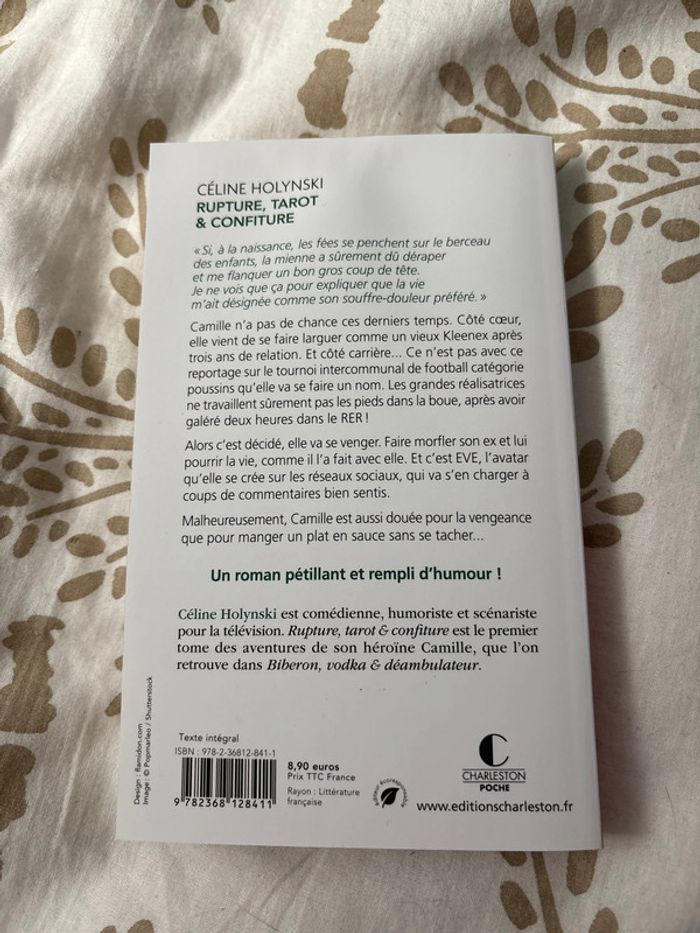 CÉLINE HOLYNSKI
RUPTURE, TAROT
& CONFITURE
« Si, à la naissance, les fées se penchent sur le berceau
des enfants, la mienne a sûrement dû déraper
et me flanquer un bon gros coup de tête.
Je ne vois que ça pour expliquer que la vie
m'ait désignée comme son souffre-douleur préféré. »
Camille n'a pas de chance ces derniers temps. Côté cœur,
elle vient de se faire larguer comme un vieux Kleenex après
trois ans de relation. Et côté carrière... Ce n'est pas avec ce
reportage sur le tournoi intercommunal de football catégorie
poussins qu'elle va se faire un nom. Les grandes réalisatrices
ne travaillent sûrement pas les pieds dans la boue, après avoir
galéré deux heures dans le RER !
Alors c'est décidé, elle va se venger. Faire morfler son ex et lui
pourrir la vie, comme il l'a fait avec elle. Et c'est EVE, l'avatar
qu'elle se crée sur les réseaux sociaux, qui va s'en charger à
coups de commentaires bien sentis.
Malheureusement, Camille est aussi douée pour la vengeance
que pour manger un plat en sauce sans se tacher...
Un roman pétillant et rempli d'humour !
Céline Holynski est comédienne, humoriste et scénariste
pour la télévision. Rupture, tarot & confiture est le premier
tome des aventures de son héroïne Camille, que l'on
retrouve dans Biberon, vodka & déambulateur.
Design : flamidon.com
Image : © Popmarleo / Shutterstock
Texte intégral
ISBN : 978-2-36812-841-1
9 782368 128411
8,90 euros
Prix TTC France
Rayon : Littérature
française
éditeur écoresponsable
CHARLESTON
POCHE
www.editionscharleston.fr